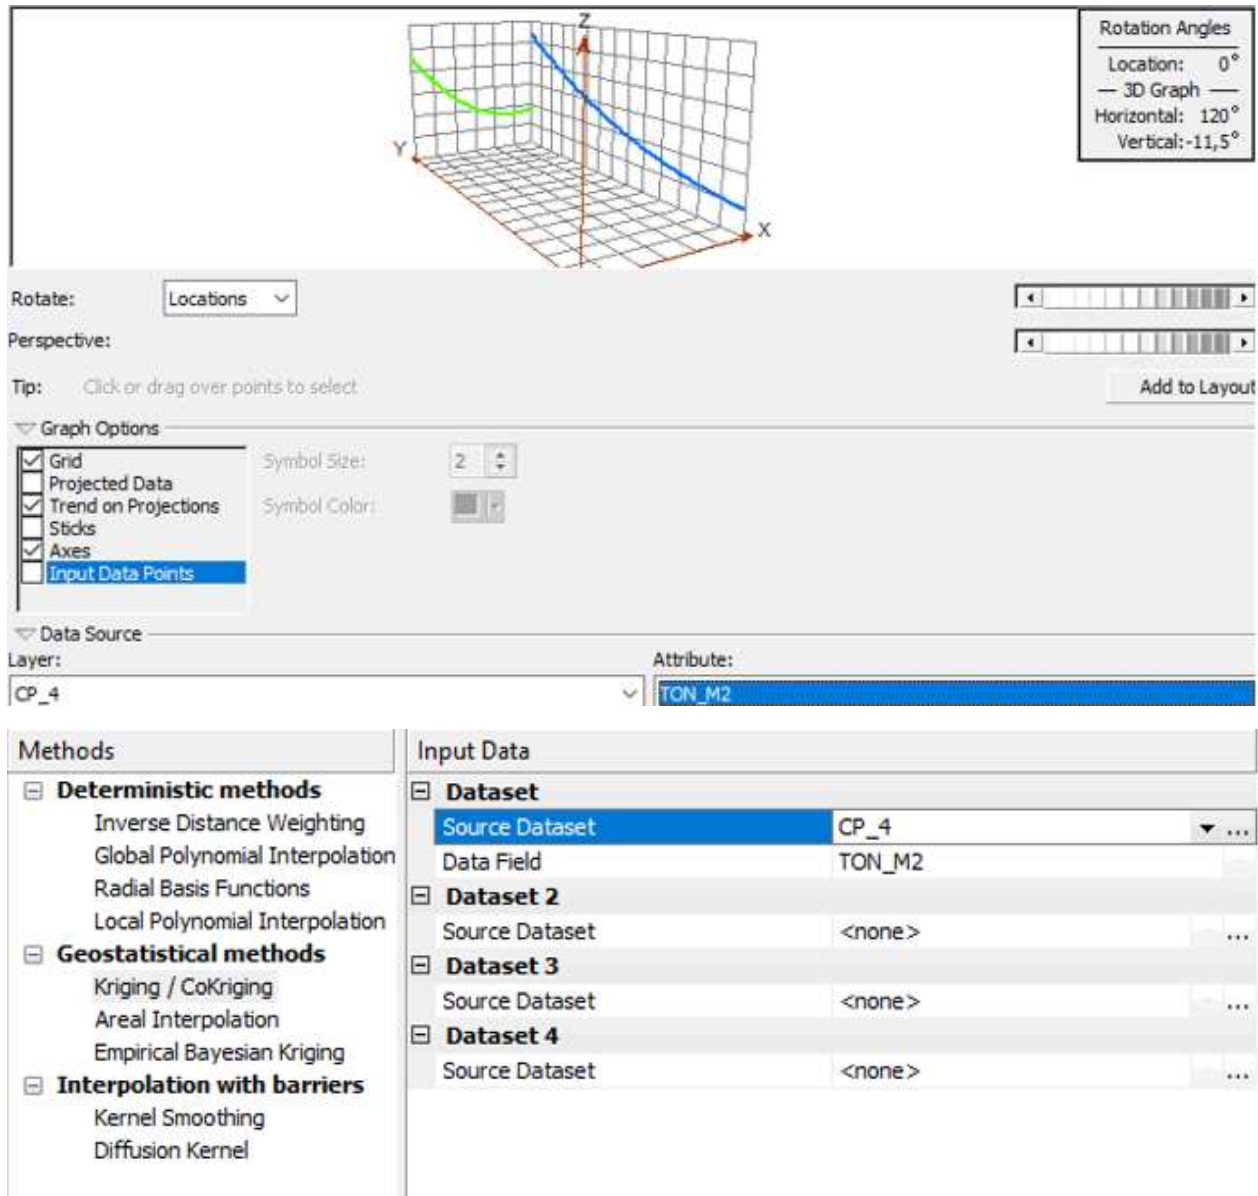 Z
Y
X
Rotation Angles
Location: 0°
3D Graph
Horizontal: 120°
Vertical:-11,5°
Rotate: Locations
Perspective:
Tip: Click or drag over points to select
Add to Layout
Graph Options
Grid
Projected Data
Trend on Projections
Sticks
Axes
Input Data Points
Symbol Size: 2
Symbol Color:
Data Source
Layer: Attribute:
CP_4 TON_M2
Methods
Deterministic methods
Inverse Distance Weighting
Global Polynomial Interpolation
Radial Basis Functions
Local Polynomial Interpolation
Geostatistical methods
Kriging / CoKriging
Areal Interpolation
Empirical Bayesian Kriging
Interpolation with barriers
Kernel Smoothing
Diffusion Kernel
Input Data
Dataset
Source Dataset CP_4 ...
Data Field TON_M2
Dataset 2
Source Dataset <none> ...
Dataset 3
Source Dataset <none> ...
Dataset 4
Source Dataset <none> ...